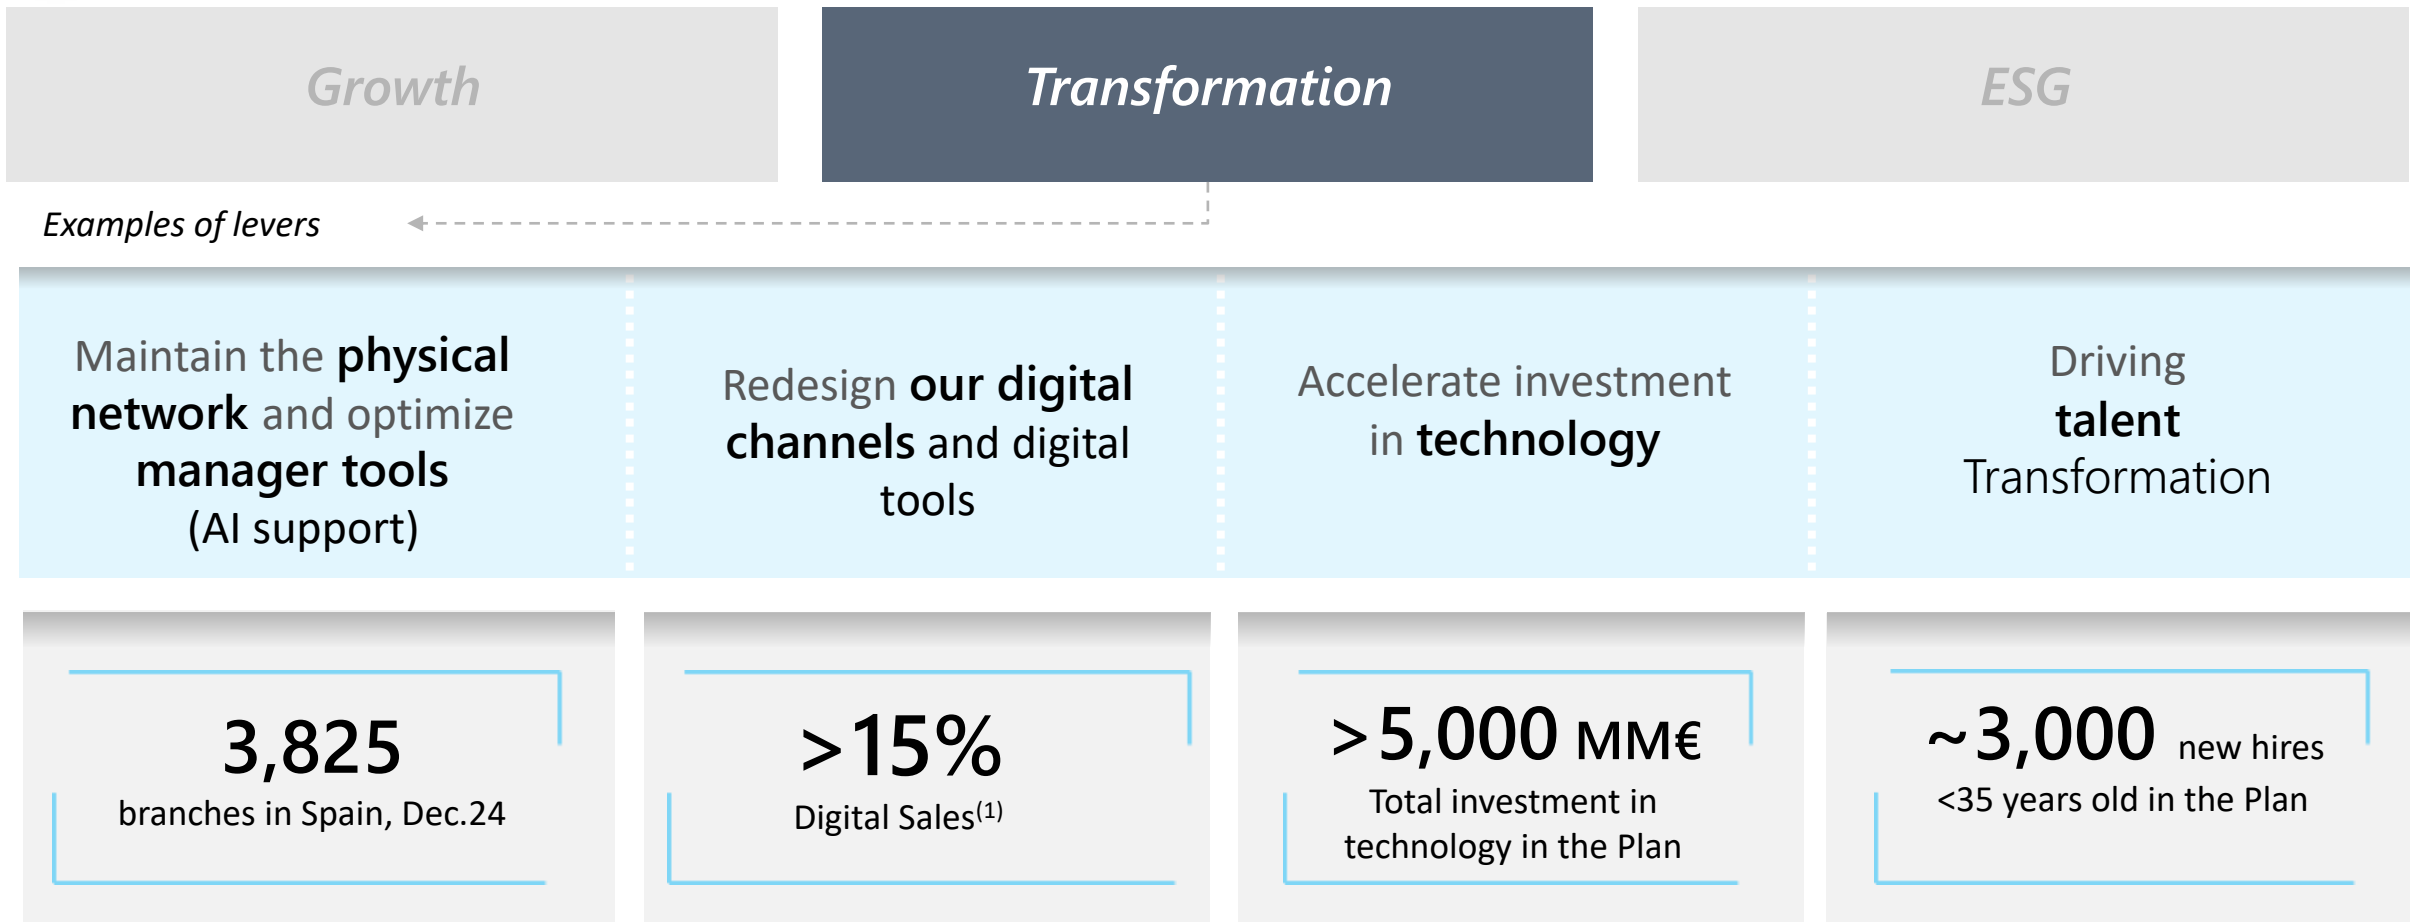 Growth
Transformation
ESG
Examples of levers
Maintain the physical
network and optimize
manager tools
(AI support)
Redesign our digital
channels and digital
tools
Accelerate investment
in technology
Driving
talent
Transformation
3,825
branches in Spain, Dec.24
>15%
Digital Sales(1)
>5,000 MM€
Total investment in
technology in the Plan
~3,000 new hires
<35 years old in the Plan